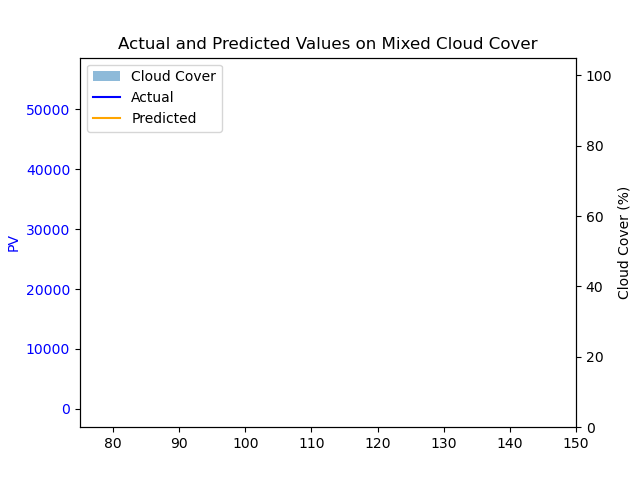 Actual and Predicted Values on Mixed Cloud Cover
Cloud Cover
Actual
Predicted
50000
40000
30000
20000
10000
0
PV
100
80
60
40
20
0
Cloud Cover (%)
80 90 100 110 120 130 140 150